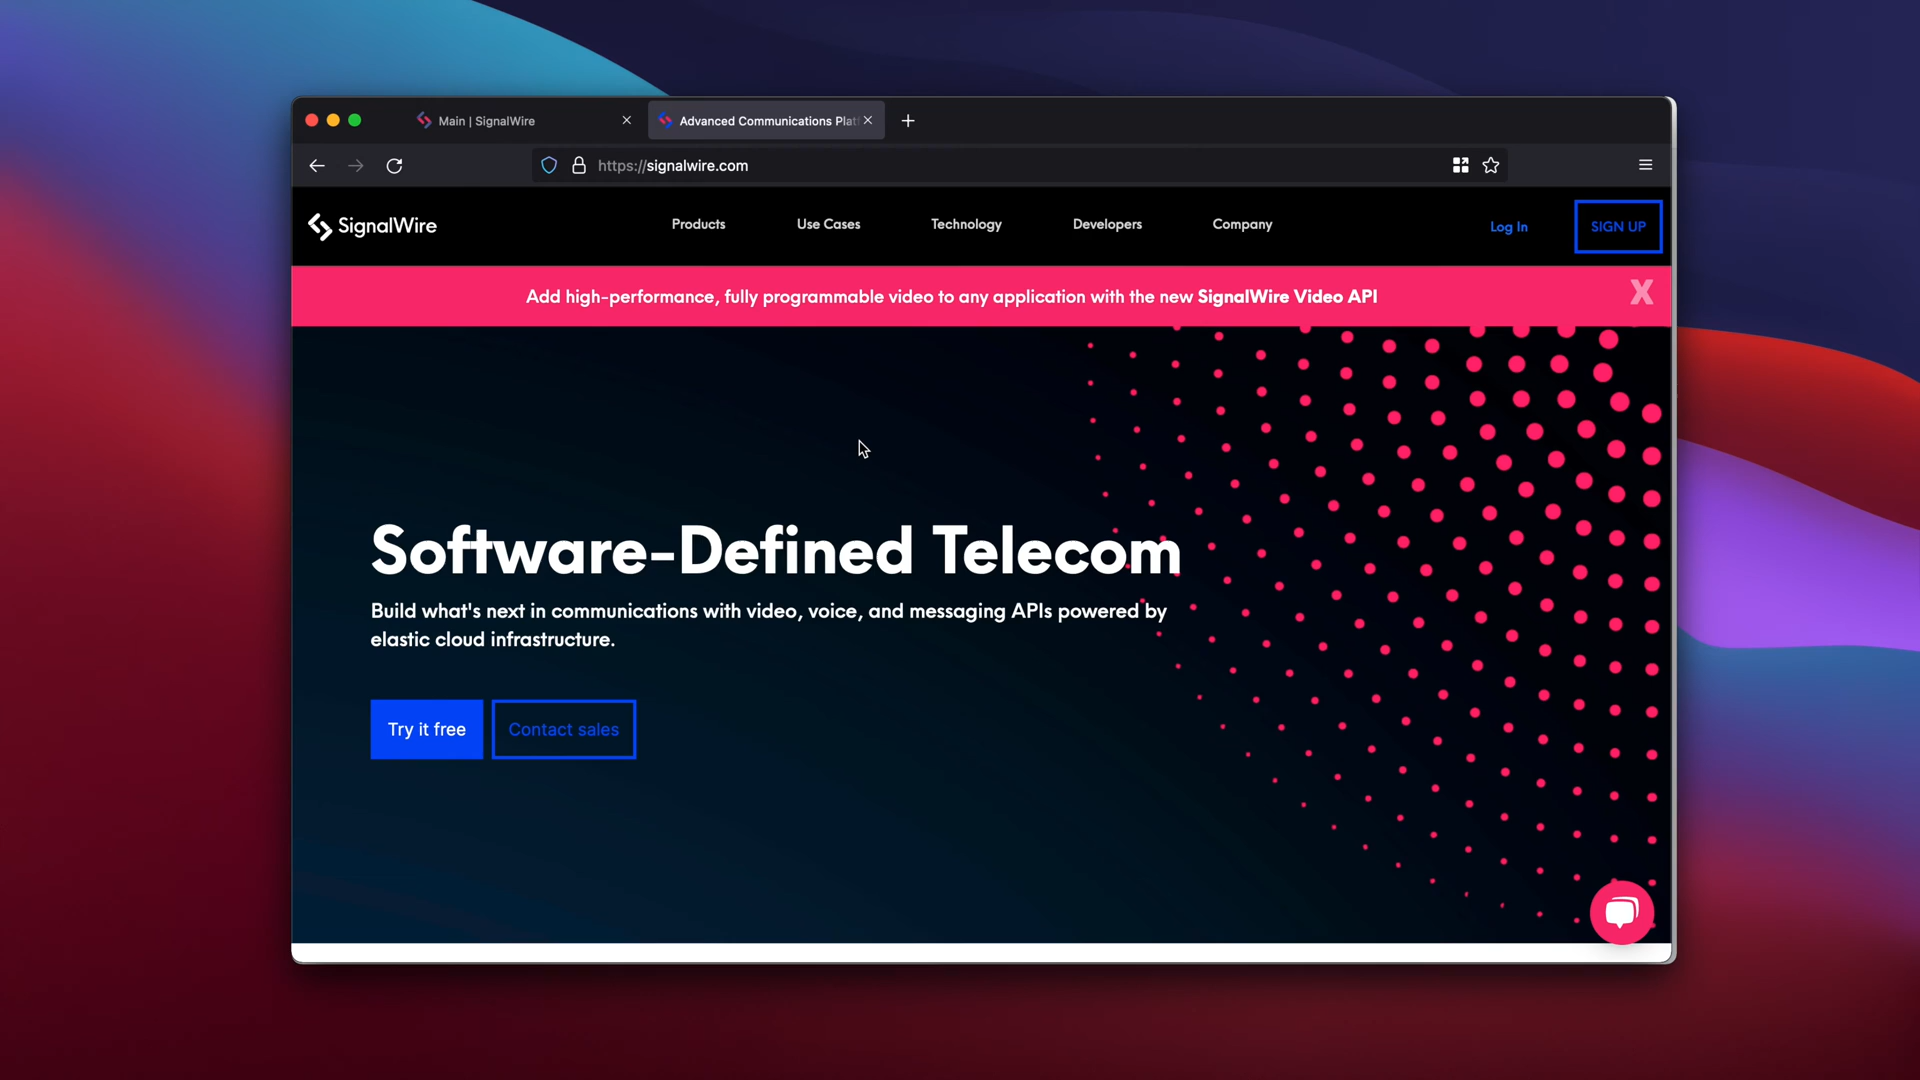 Main | SignalWire
Advanced Communications Plat
https://signalwire.com
SignalWire
Products
Use Cases
Technology
Developers
Company
Log In
SIGN UP
Add high-performance, fully programmable video to any application with the new SignalWire Video API
X
Software-Defined Telecom
Build what's next in communications with video, voice, and messaging APIs powered by
elastic cloud infrastructure.
Try it free
Contact sales